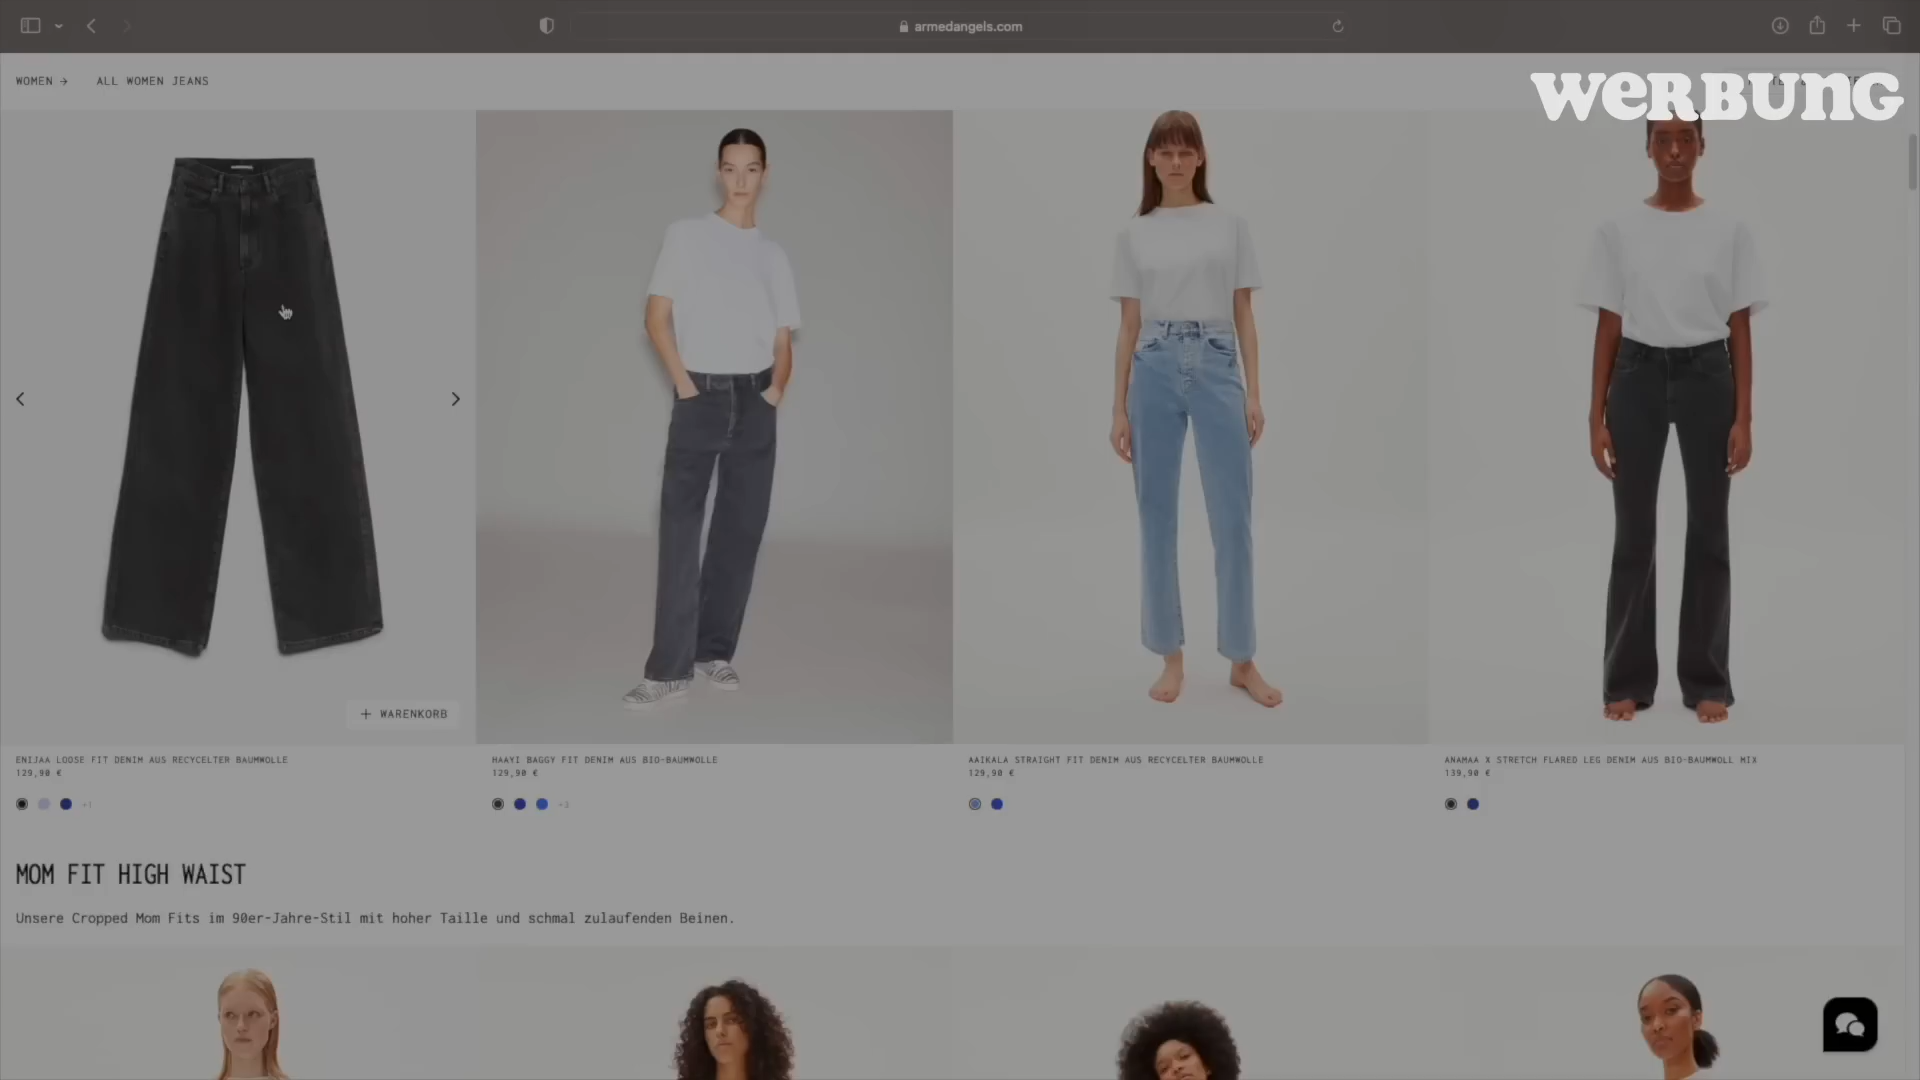 armedangels.com
WOMEN → ALL WOMEN JEANS
WERBUNG
+ WARENKORB
ENIJAA LOOSE FIT DENIM AUS RECYCELTER BAUMWOLLE
129,90 €
+1
HAAYI BAGGY FIT DENIM AUS BIO-BAUMWOLLE
129,90 €
+3
AAIKALA STRAIGHT FIT DENIM AUS RECYCELTER BAUMWOLLE
129,90 €
ANAMAA X STRETCH FLARED LEG DENIM AUS BIO-BAUMWOLL MIX
139,90 €
MOM FIT HIGH WAIST
Unsere Cropped Mom Fits im 90er-Jahre-Stil mit hoher Taille und schmal zulaufenden Beinen.